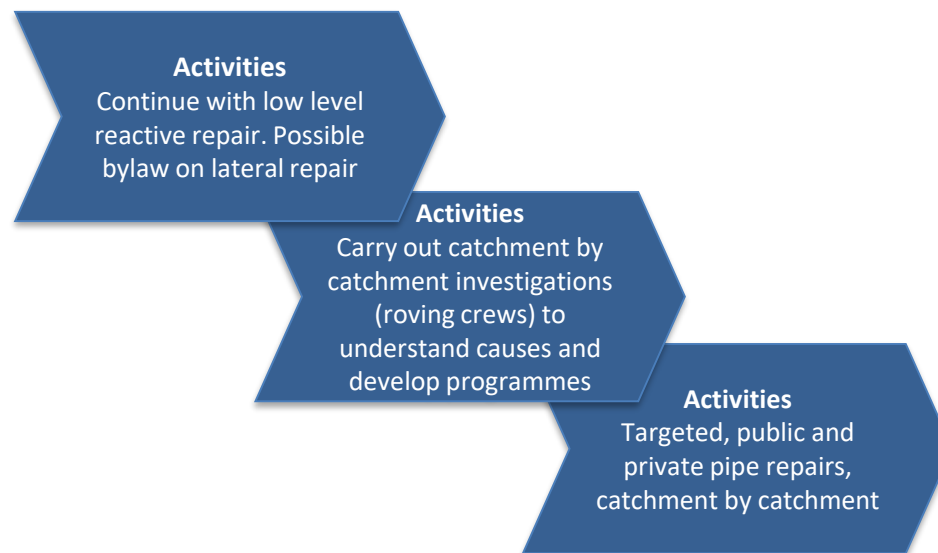 Activities
Continue with low level
reactive repair. Possible
bylaw on lateral repair
Activities
Carry out catchment by
catchment investigations
(roving crews) to
understand causes and
develop programmes
Activities
Targeted, public and
private pipe repairs,
catchment by catchment